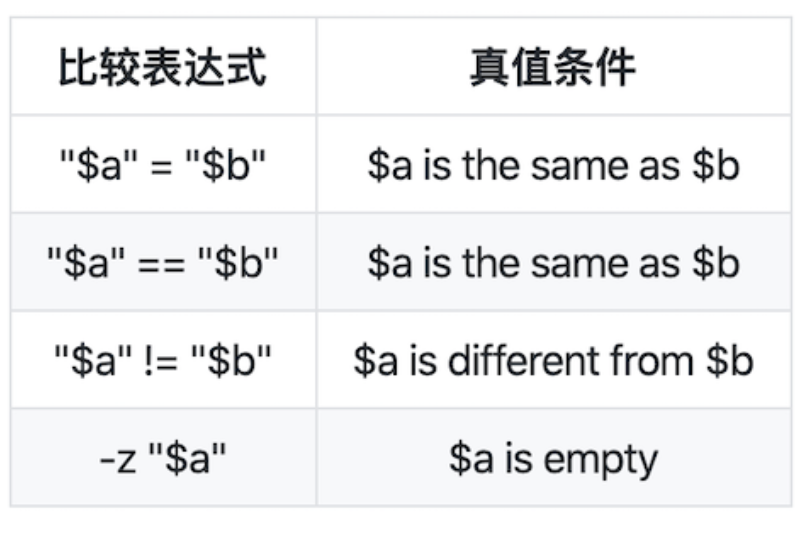 比较表达式 真值条件
"$a" = "$b" $a is the same as $b
"$a" == "$b" $a is the same as $b
"$a" != "$b" $a is different from $b
-z "$a" $a is empty